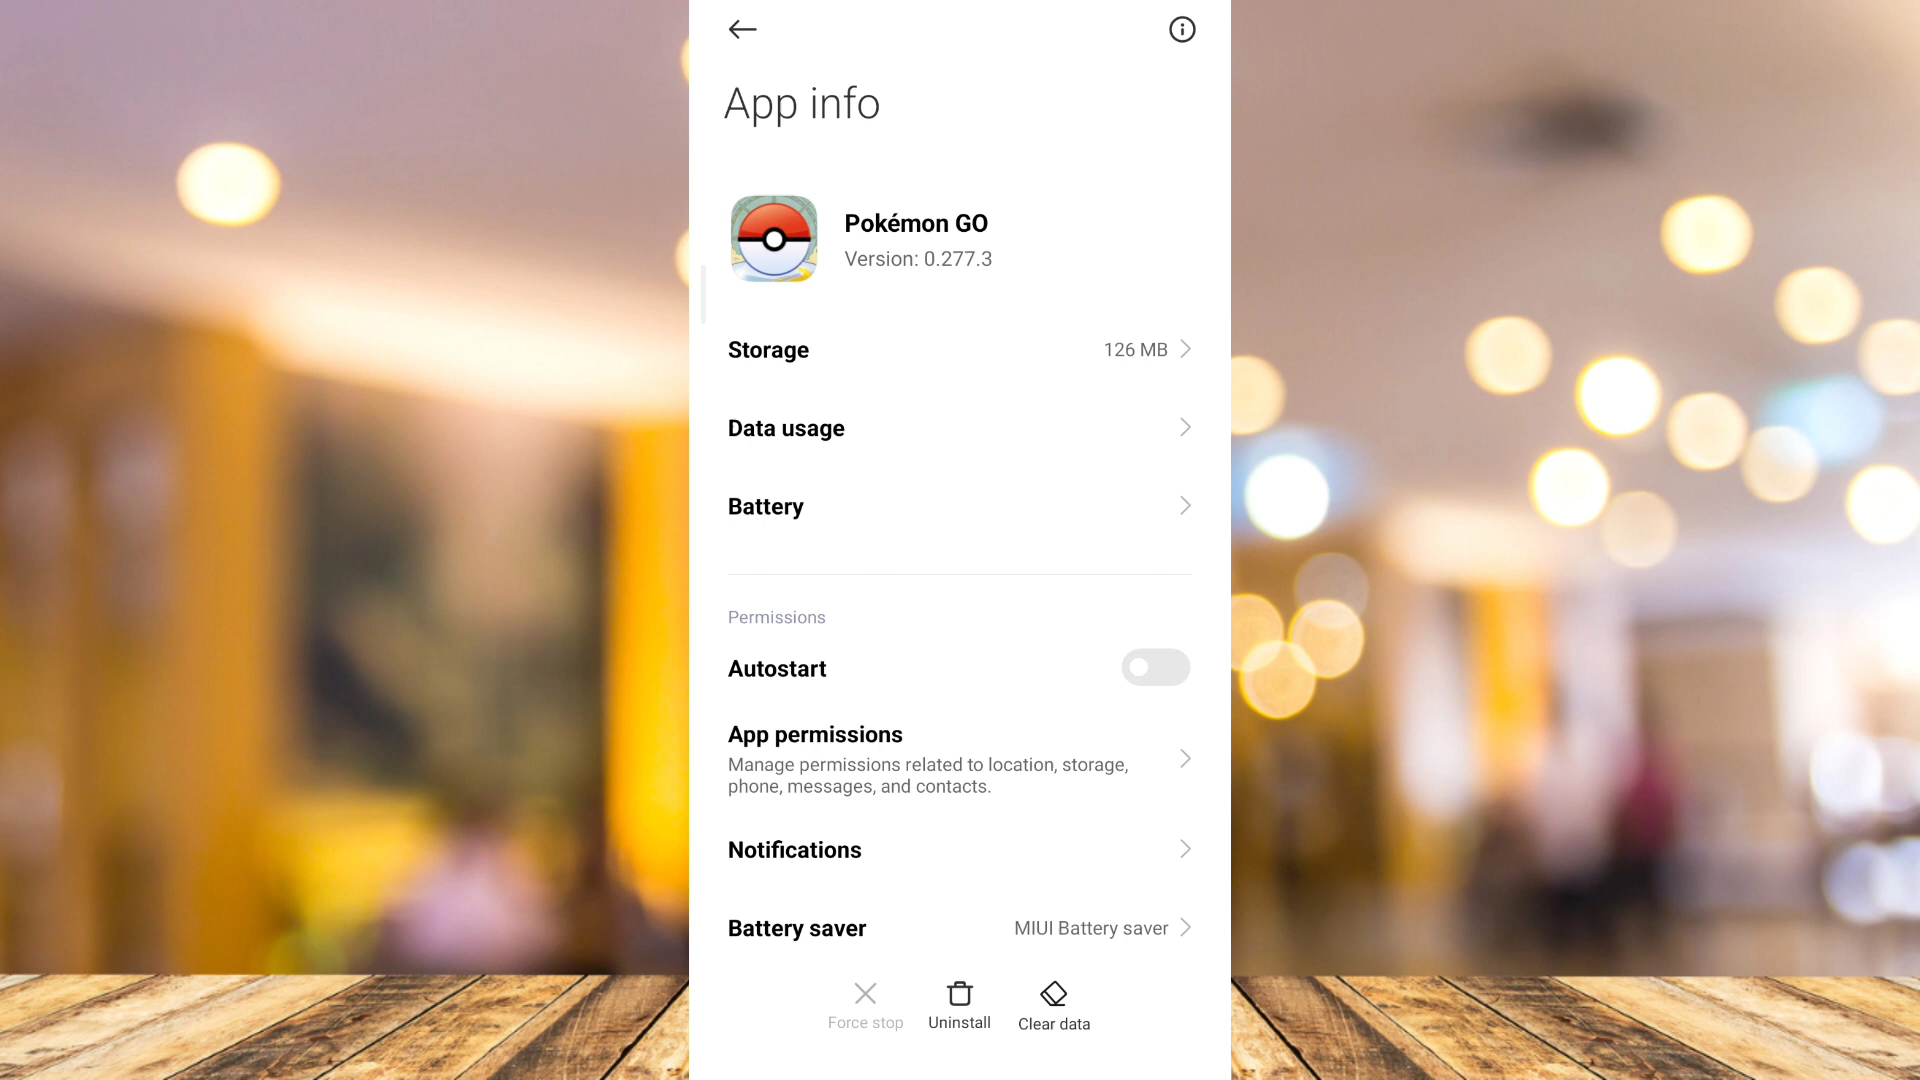 App info
Pokémon GO
Version: 0.277.3
Storage 126 MB
Data usage
Battery
Permissions
Autostart
App permissions
Manage permissions related to location, storage,
phone, messages, and contacts.
Notifications
Battery saver MIUI Battery saver
Force stop Uninstall Clear data